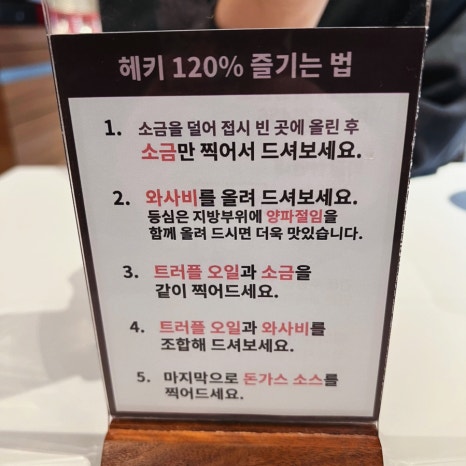 헤키 120% 즐기는 법
1. 소금을 덜어 접시 빈 곳에 올린 후
소금만 찍어서 드셔보세요.
2. 와사비를 올려 드셔보세요.
등심은 지방부위에 양파절임을
함께 올려 드시면 더욱 맛있습니다.
3. 트러플 오일과 소금을
같이 찍어드세요.
4. 트러플 오일과 와사비를
조합해 드셔보세요.
5. 마지막으로 돈가스 소스를
찍어드세요.